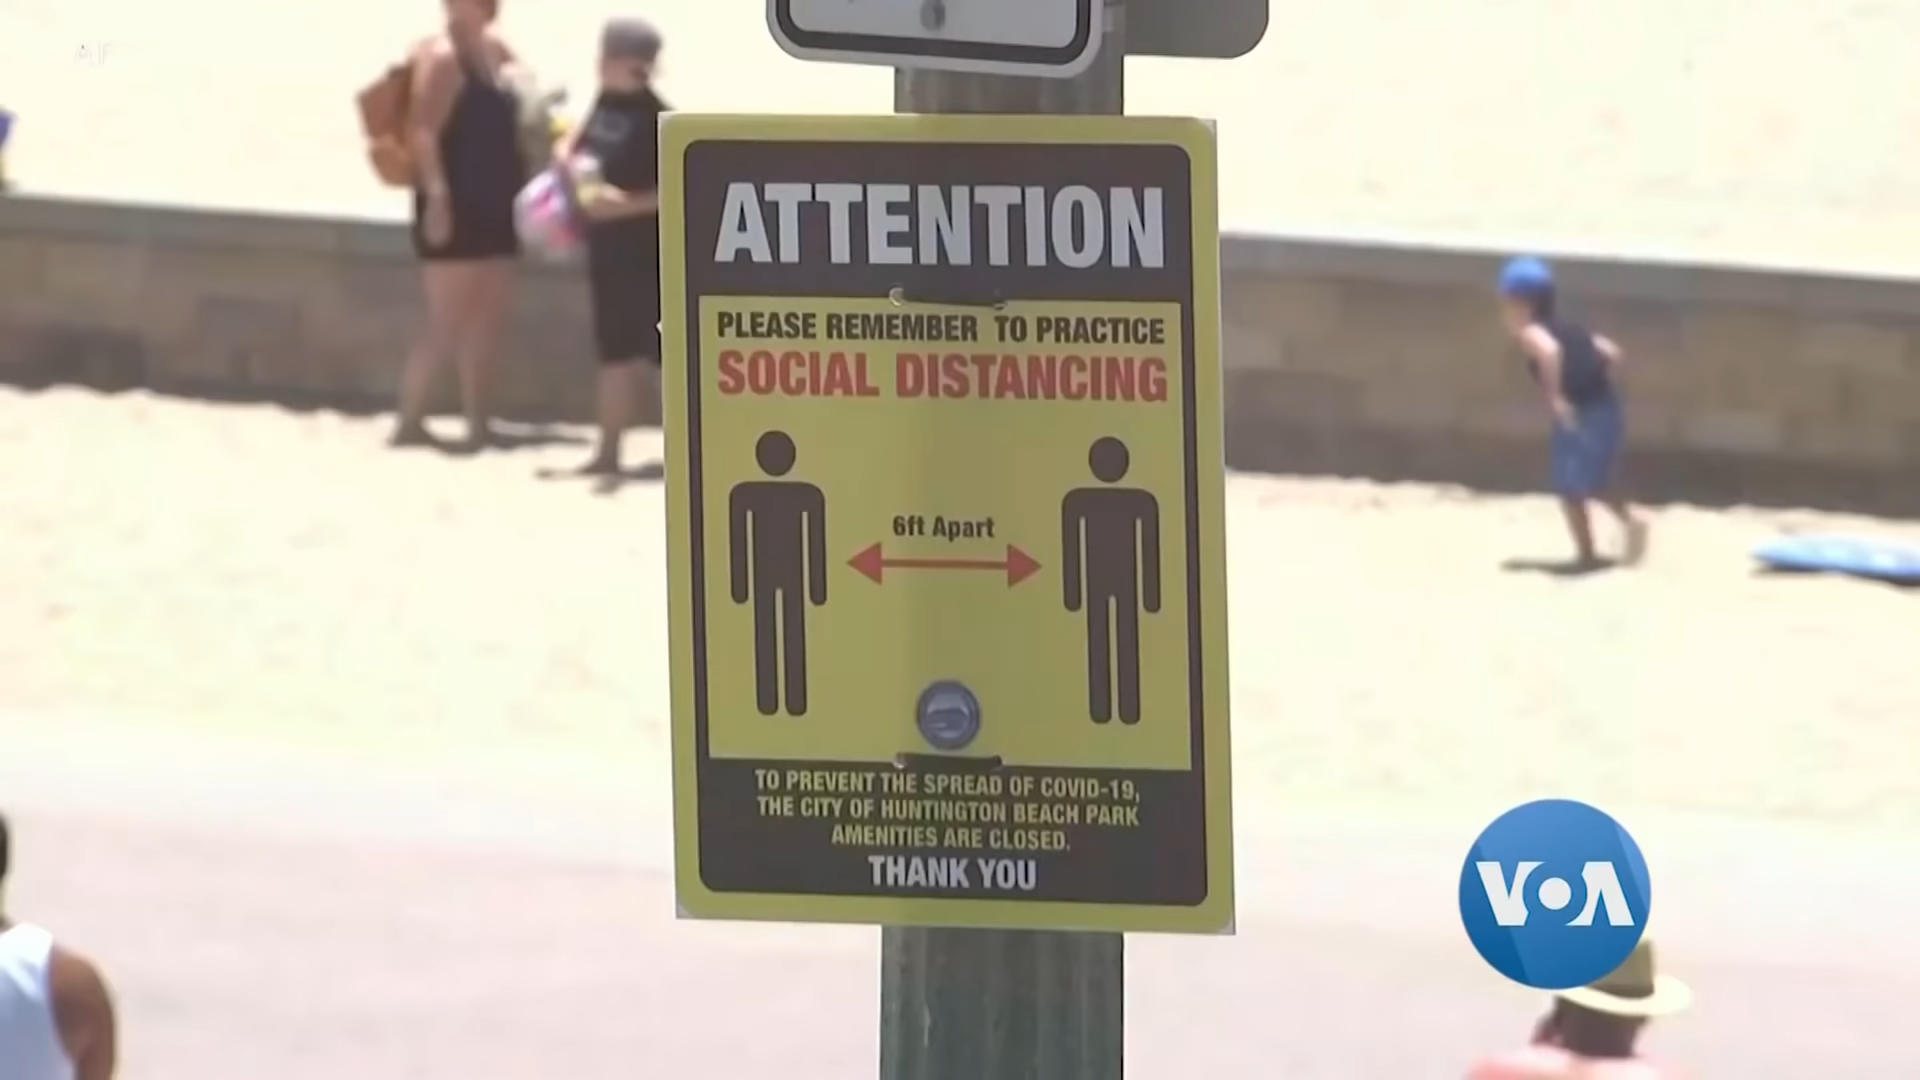 AP
ATTENTION
PLEASE REMEMBER TO PRACTICE
SOCIAL DISTANCING
6ft Apart
TO PREVENT THE SPREAD OF COVID-19,
THE CITY OF HUNTINGTON BEACH PARK
AMENITIES ARE CLOSED.
THANK YOU
VOA